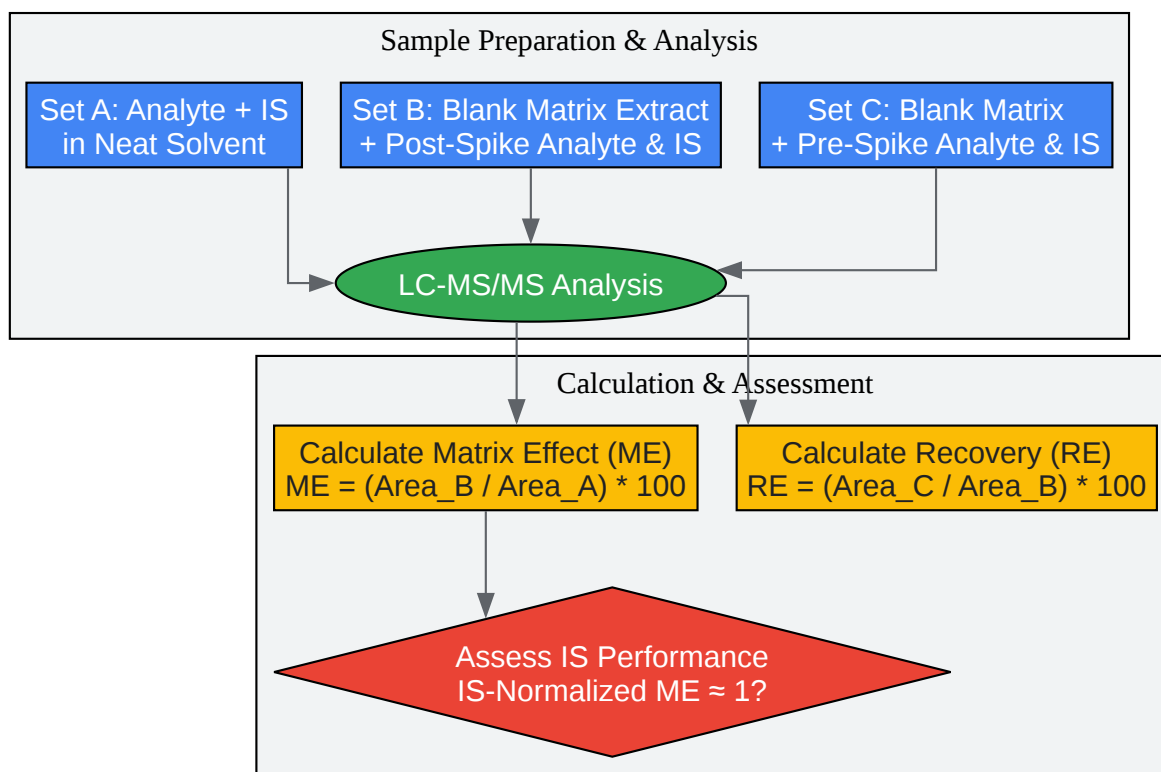 Sample Preparation & Analysis
Set A: Analyte + IS
in Neat Solvent
Set B: Blank Matrix Extract
+ Post-Spike Analyte & IS
Set C: Blank Matrix
+ Pre-Spike Analyte & IS
LC-MS/MS Analysis
Calculation & Assessment
Calculate Matrix Effect (ME)
ME = (Area_B / Area_A) * 100
Calculate Recovery (RE)
RE = (Area_C / Area_B) * 100
Assess IS Performance
IS-Normalized ME ≈ 1?